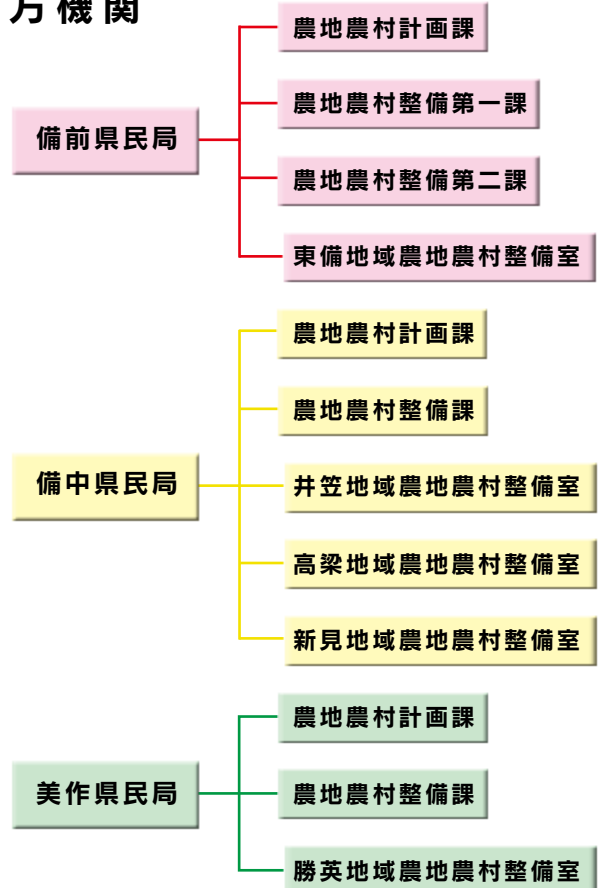 方機関
農地農村計画課
農地農村整備第一課
備前県民局
農地農村整備第二課
東備地域農地農村整備室
農地農村計画課
農地農村整備課
備中県民局
井笠地域農地農村整備室
高梁地域農地農村整備室
新見地域農地農村整備室
農地農村計画課
美作県民局
農地農村整備課
勝英地域農地農村整備室